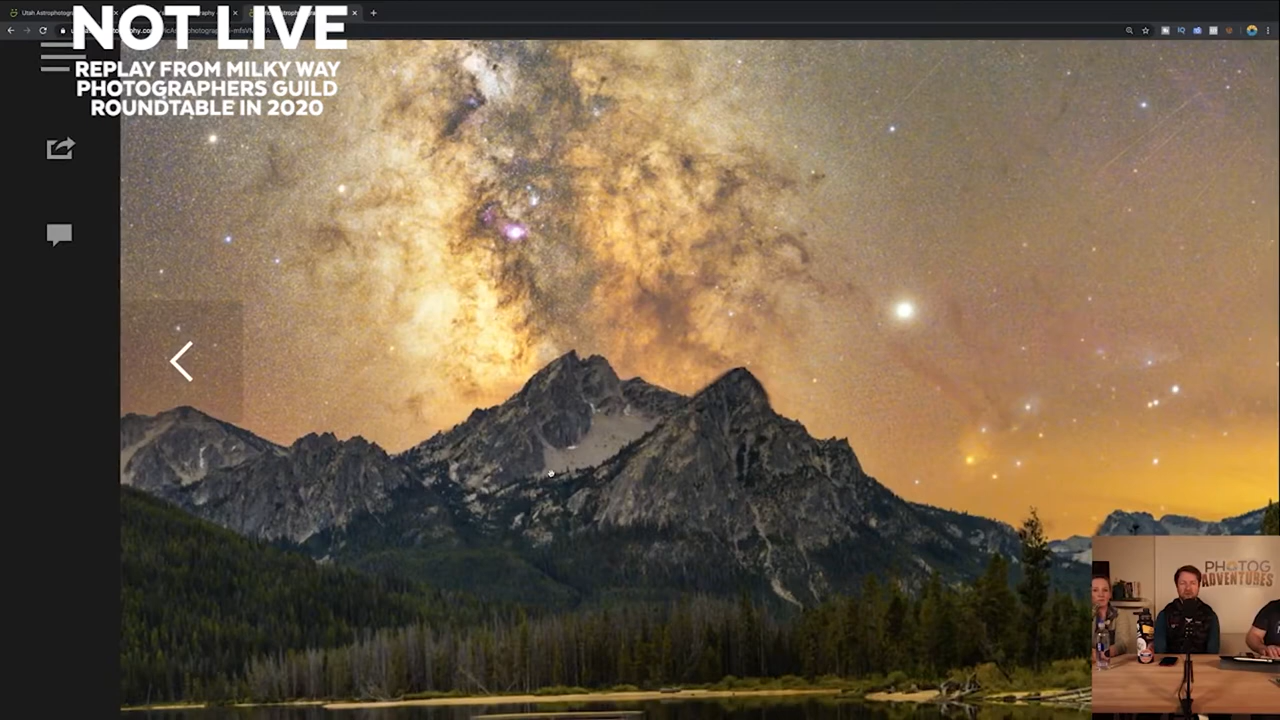 NOT LIVE
REPLAY FROM MILKY WAY
PHOTOGRAPHERS GUILD
ROUNDTABLE IN 2020
PHOTOG
ADVENTURES